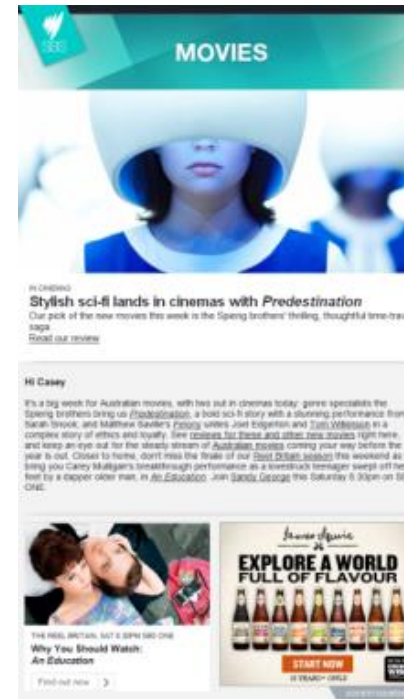 SBS
MOVIES
IN CINEMAS
Stylish sci-fi lands in cinemas with Predestination
Our pick of the new movies this week is the Spierig brothers' thrilling, thoughtful time-trav
saga.
Read our review
Hi Casey
It's a big week for Australian movies, with two out in cinemas today: genre specialists the
Spierig brothers bring us Predestination, a bold sci-fi story with a stunning performance from
Sarah Snook; and Matthew Saville's Felony unites Joel Edgerton and Tom Wilkinson in a
complex story of ethics and loyalty. See reviews for these and other new movies right here,
and keep an eye out for the steady stream of Australian movies coming your way before the
year is out. Closer to home, don't miss the finale of our Reel Britain season this weekend as
bring you Carey Mulligan's breakthrough performance as a lovestruck teenager swept off he
feet by a dapper older man, in An Education. Join Sandy George this Saturday 8.30pm on SB
ONE.
THE REEL BRITAIN, SAT 8.30PM SBS ONE
Why You Should Watch:
An Education
Find out now
James Squire
EXPLORE A WORLD
FULL OF FLAVOUR
START NOW
18 YEARS+ ONLY